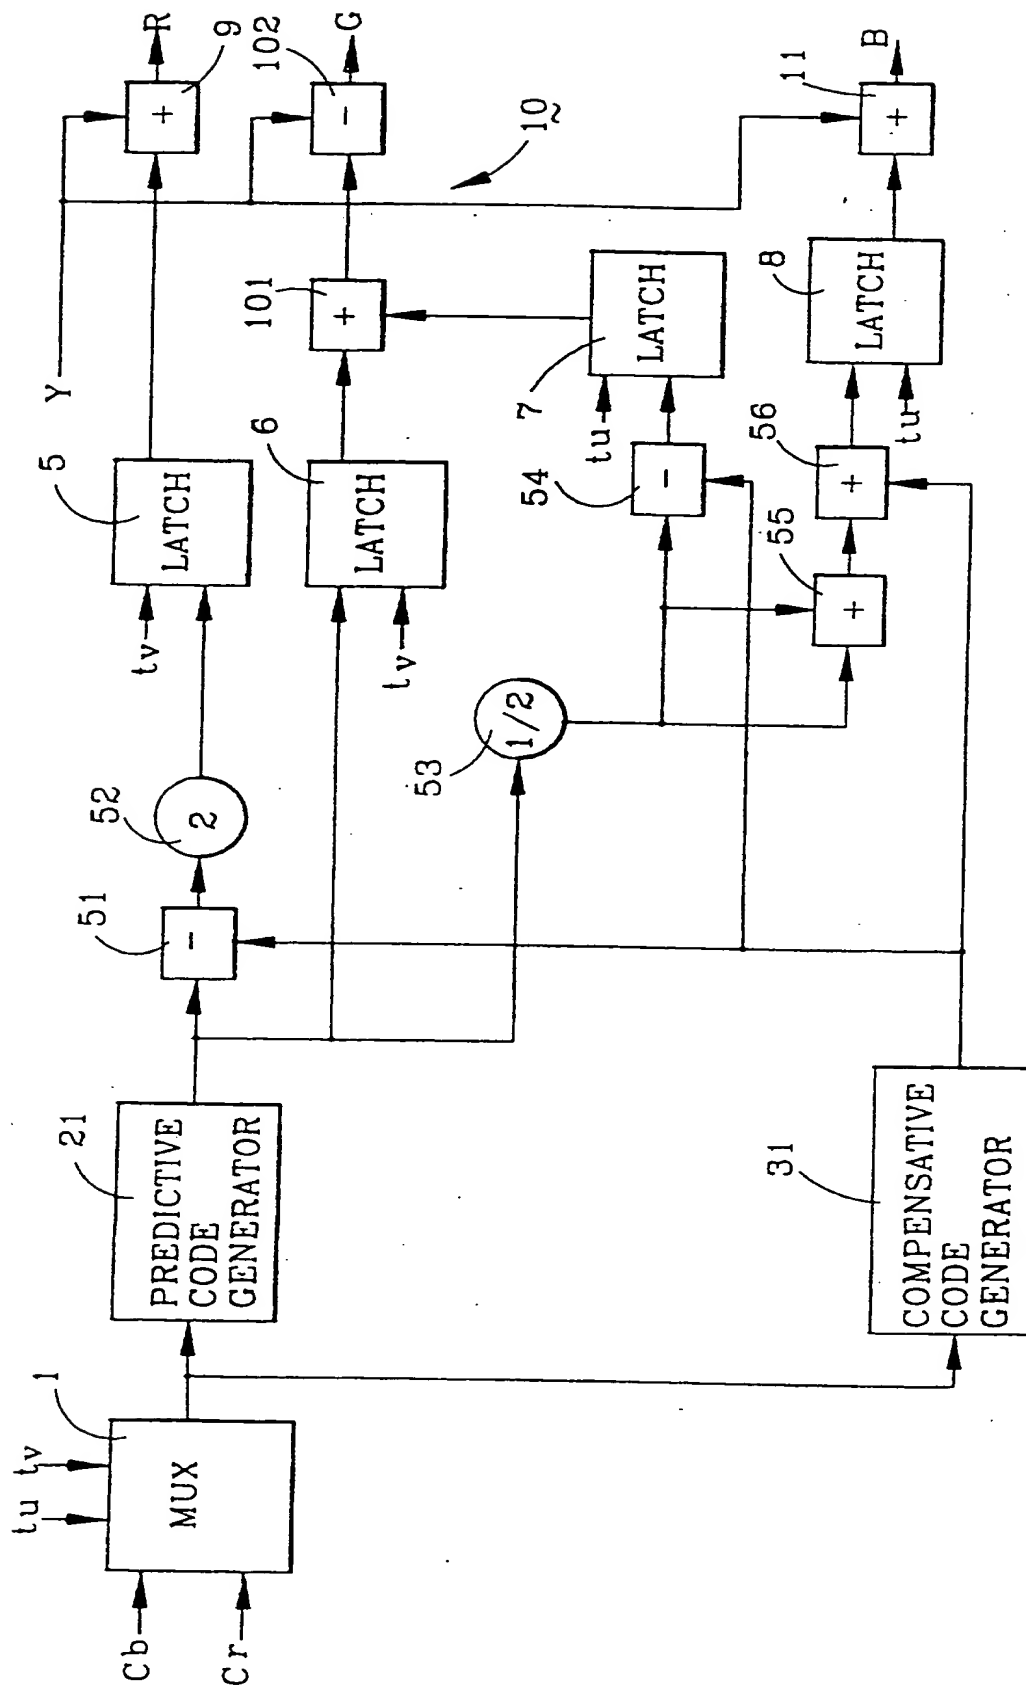 Cb
Cr
tu
tv
1
MUX
21
PREDICTIVE
CODE
GENERATOR
31
COMPENSATIVE
CODE
GENERATOR
51
-
52
2
53
1/2
tv
5
LATCH
tv
6
LATCH
54
-
55
+
56
+
tu
7
LATCH
tu
8
LATCH
Y
101
+
10
9
+
R
102
-
G
11
+
B